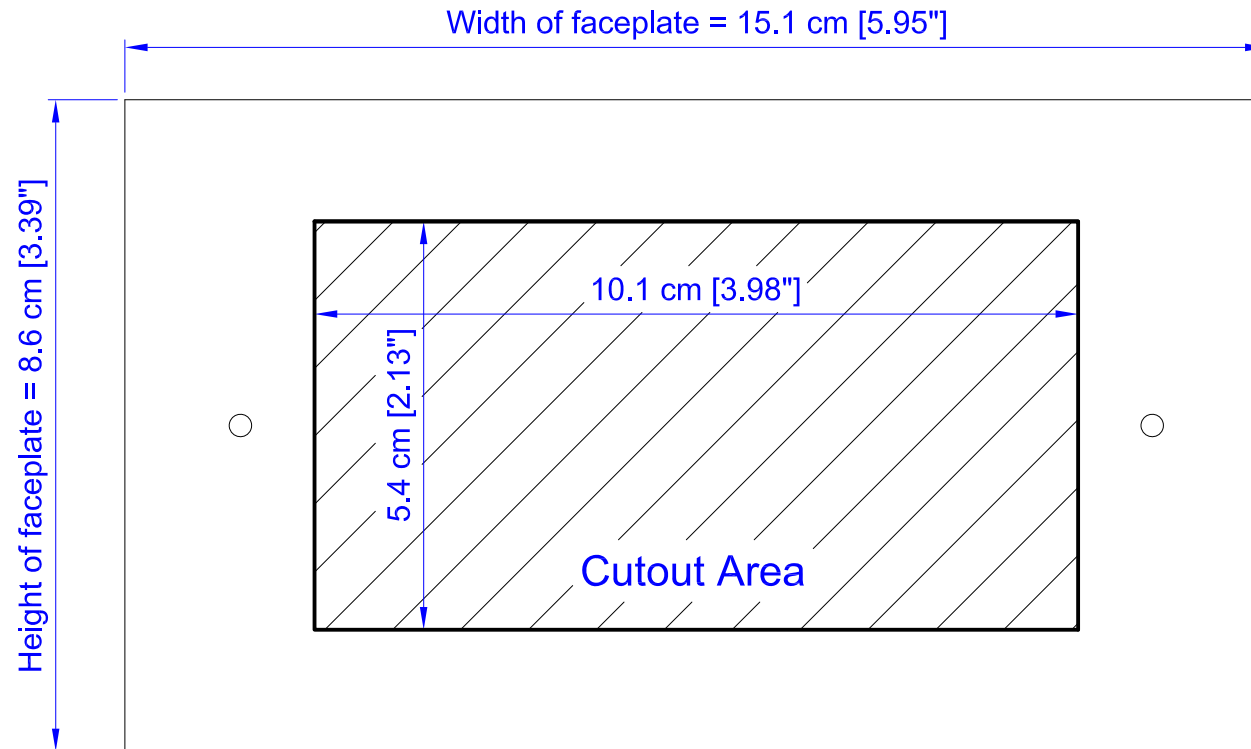 Width of faceplate = 15.1 cm [5.95"]
Height of faceplate = 8.6 cm [3.39"]
10.1 cm [3.98"]
5.4 cm [2.13"]
Cutout Area